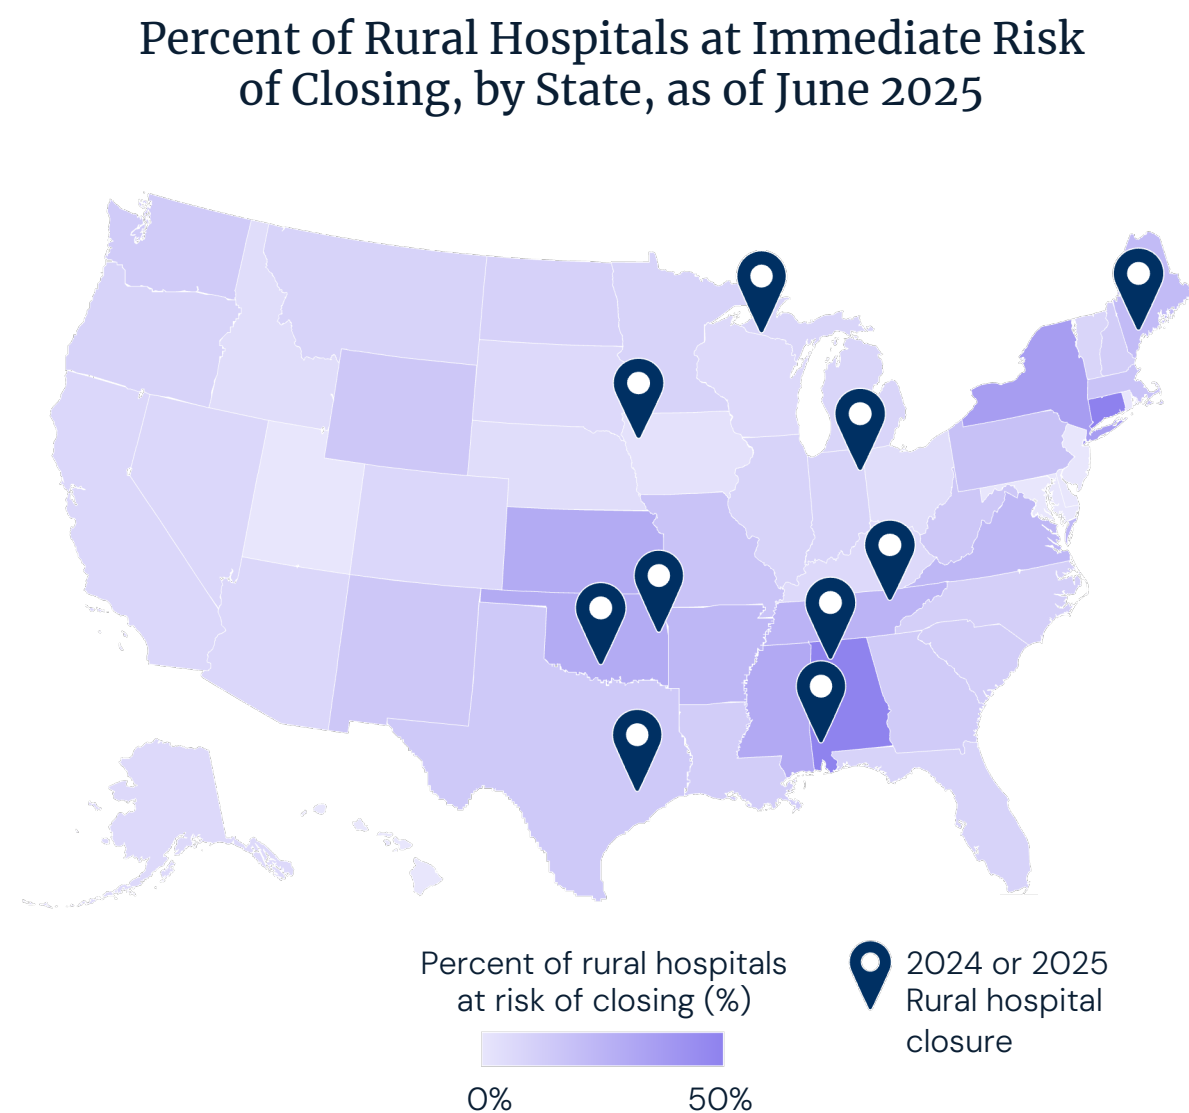 Percent of Rural Hospitals at Immediate Risk
of Closing, by State, as of June 2025
Percent of rural hospitals
at risk of closing (%)
0%
50%
2024 or 2025
Rural hospital
closure